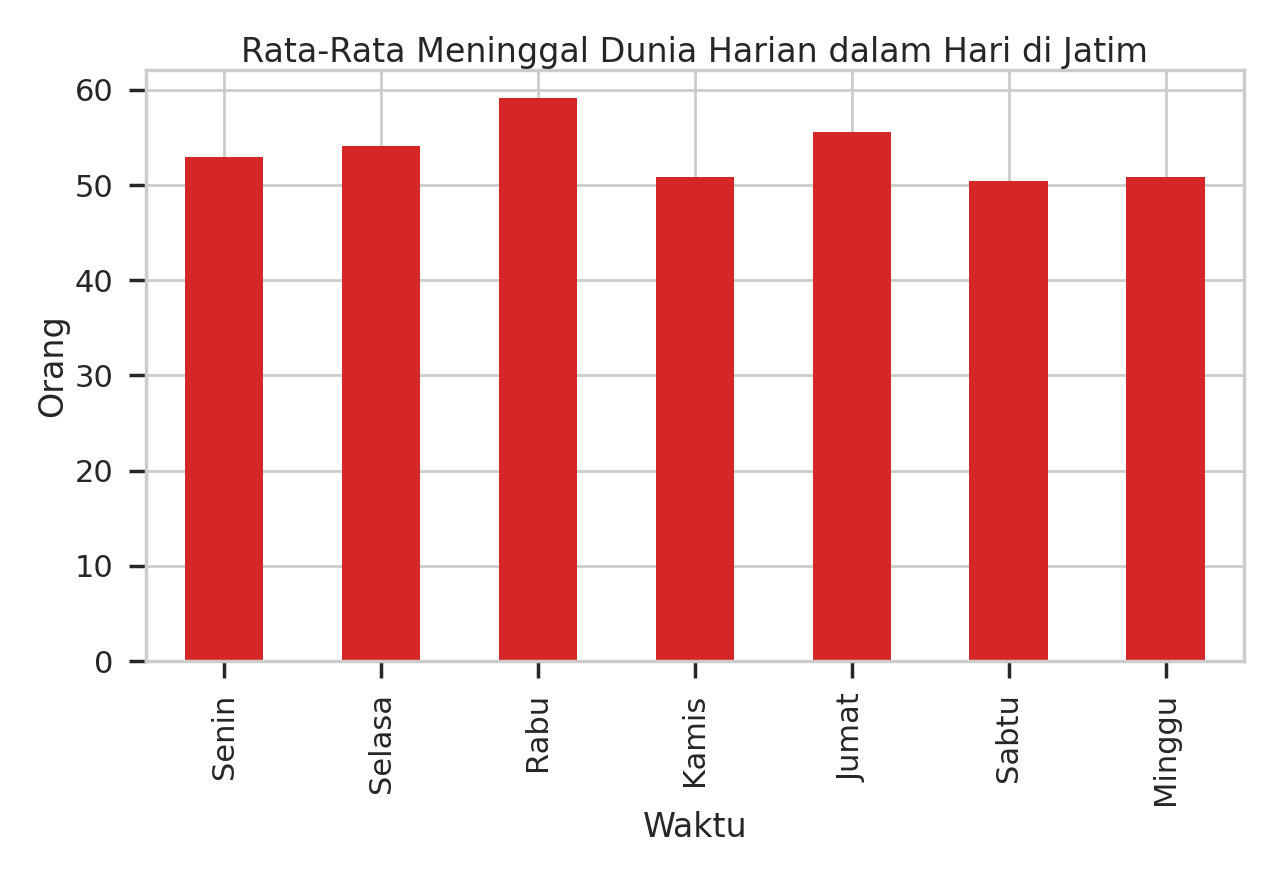 Rata-Rata Meninggal Dunia Harian dalam Hari di Jatim
60
50
40
30
20
10
0
Orang
Senin
Selasa
Rabu
Kamis
Jumat
Sabtu
Minggu
Waktu